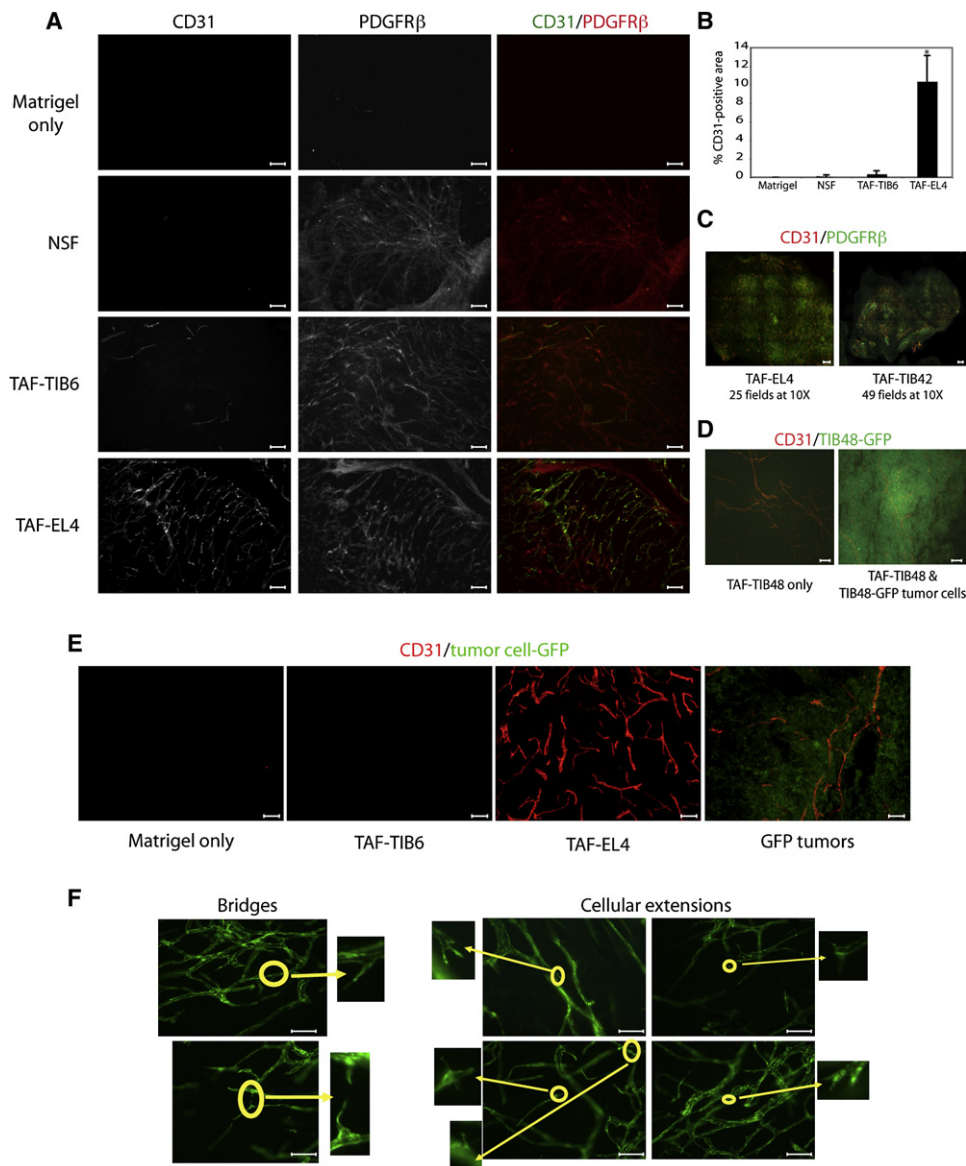 A
CD31
PDGFRβ
CD31/PDGFRβ
Matrigel
only
NSF
TAF-TIB6
TAF-EL4
B
% CD31-positive area
14
12
10
8
6
4
2
0
*
Matrigel
NSF
TAF-TIB6
TAF-EL4
C
CD31/PDGFRβ
TAF-EL4
25 fields at 10X
TAF-TIB42
49 fields at 10X
D
CD31/TIB48-GFP
TAF-TIB48 only
TAF-TIB48 &
TIB48-GFP tumor cells
E
CD31/tumor cell-GFP
Matrigel only
TAF-TIB6
TAF-EL4
GFP tumors
F
Bridges
Cellular extensions